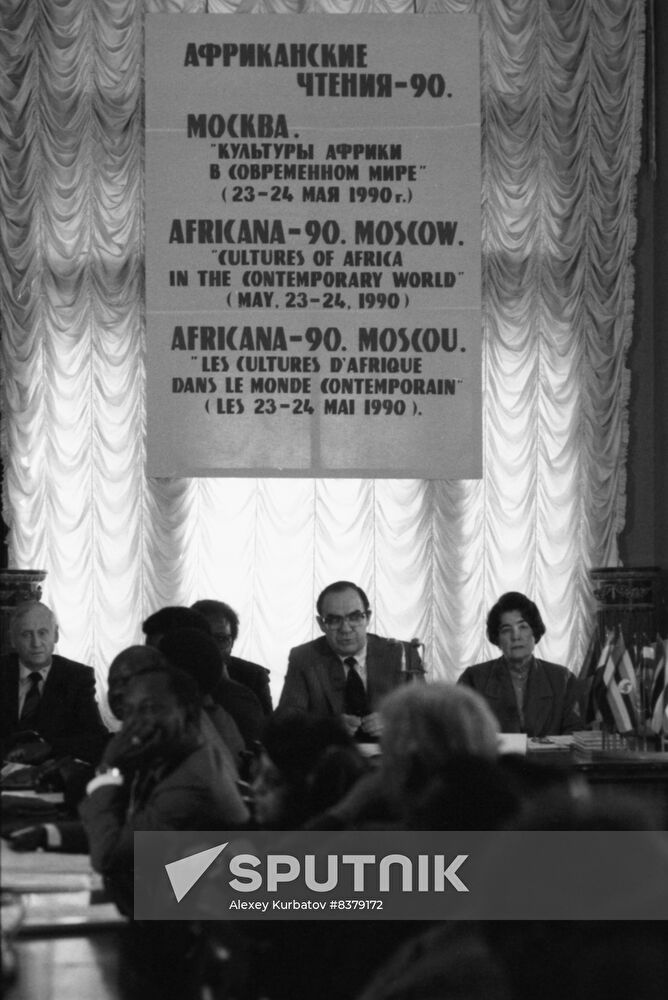 АФРИКАНСКИЕ
ЧТЕНИЯ-90.
МОСКВА.
"КУЛЬТУРЫ АФРИКИ
В СОВРЕМЕННОМ МИРЕ"
(23-24 МАЯ 1990 г.)
AFRICANA-90. MOSCOW.
"CULTURES OF AFRICA
IN THE CONTEMPORARY WORLD"
(MAY, 23-24, 1990)
AFRICANA-90. MOSCOU.
"LES CULTURES D'AFRIQUE
DANS LE MONDE CONTEMPORAIN"
(LES 23-24 MAI 1990).
SPUTNIK
Alexey Kurbatov #8379172